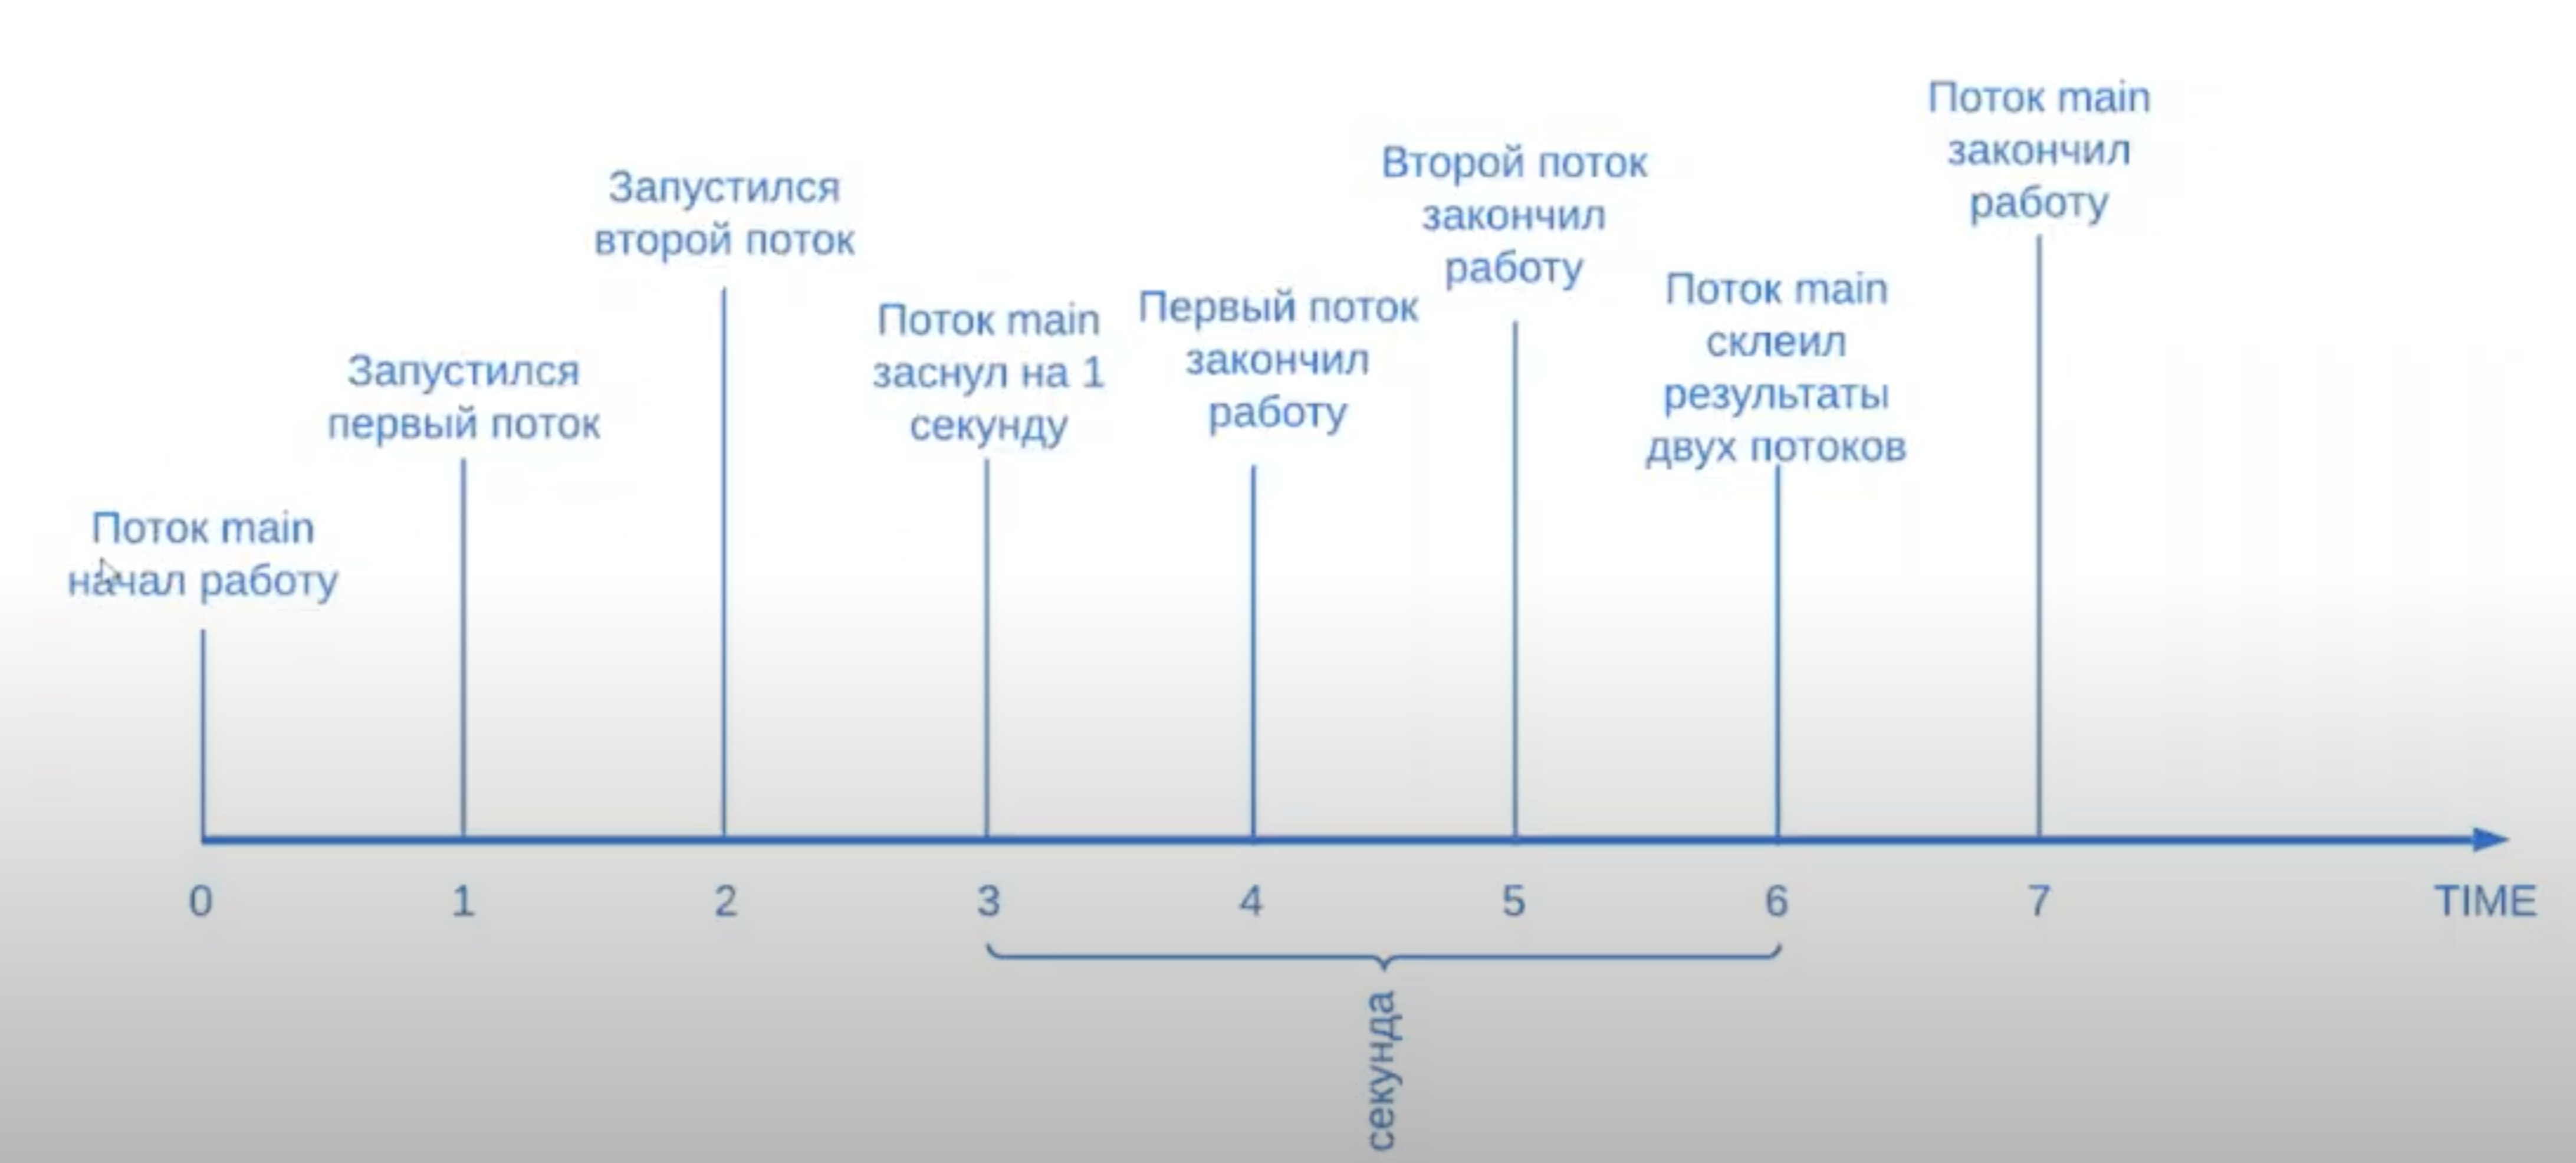 Поток main
начал работу
Запустился
первый поток
Запустился
второй поток
Поток main
заснул на 1
секунду
Первый поток
закончил
работу
Второй поток
закончил
работу
Поток main
склеил
результаты
двух потоков
Поток main
закончил
работу
0 1 2 3 4 5 6 7 TIME
секунда